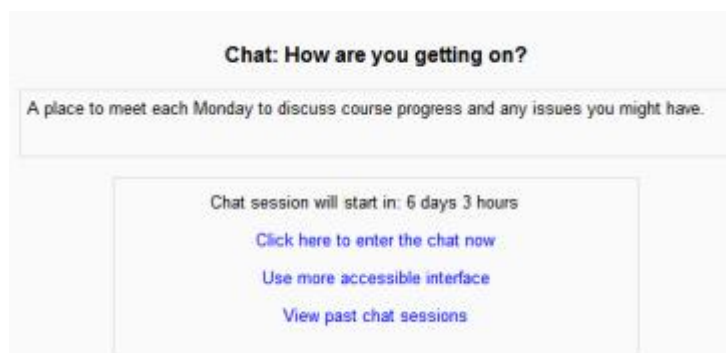 Chat: How are you getting on?
A place to meet each Monday to discuss course progress and any issues you might have.
Chat session will start in: 6 days 3 hours
Click here to enter the chat now
Use more accessible interface
View past chat sessions